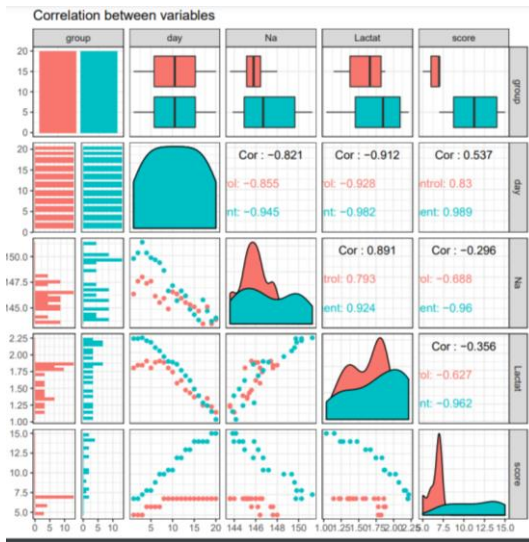 Correlation between variables
group day Na Lactat score
20
15
10
5
0
group
Cor : −0.821 Cor : −0.912 Cor : 0.537
rol: −0.855 rol: −0.928 ntrol: 0.83
ent: −0.945 ent: −0.982 ent: 0.989
20
15
10
5
0
day
Cor : 0.891 Cor : −0.296
trol: 0.793 rol: −0.688
ent: 0.924 ent: −0.96
150.0
147.5
145.0
Na
Cor : −0.356
ol: −0.627
ent: −0.962
2.25
2.00
1.75
1.50
1.25
1.00
Lactat
15.0
12.5
10.0
7.5
5.0
score
0 5 10 0 5 10 0 5 10 15 20 144 146 148 150 1.00 1.25 1.50 1.75 2.00 2.25 5.0 7.5 10.0 12.5 15.0